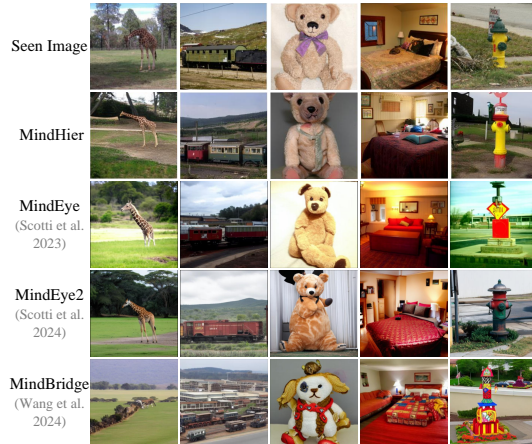 Seen Image
MindHier
MindEye
(Scotti et al.
2023)
MindEye2
(Scotti et al.
2024)
MindBridge
(Wang et al.
2024)